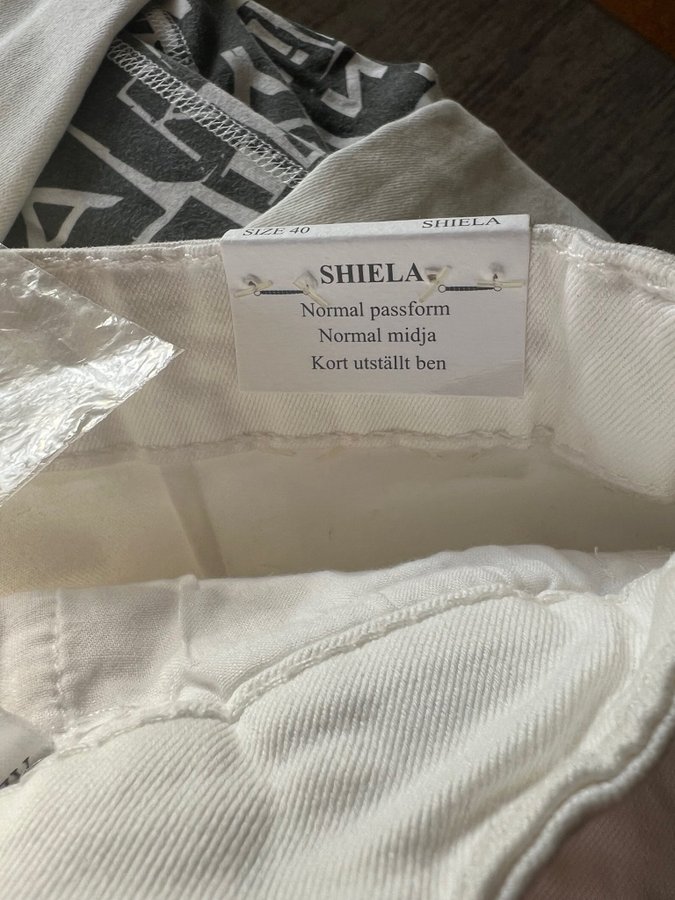 SIZE 40 SHIELA
SHIELA
Normal passform
Normal midja
Kort utställt ben